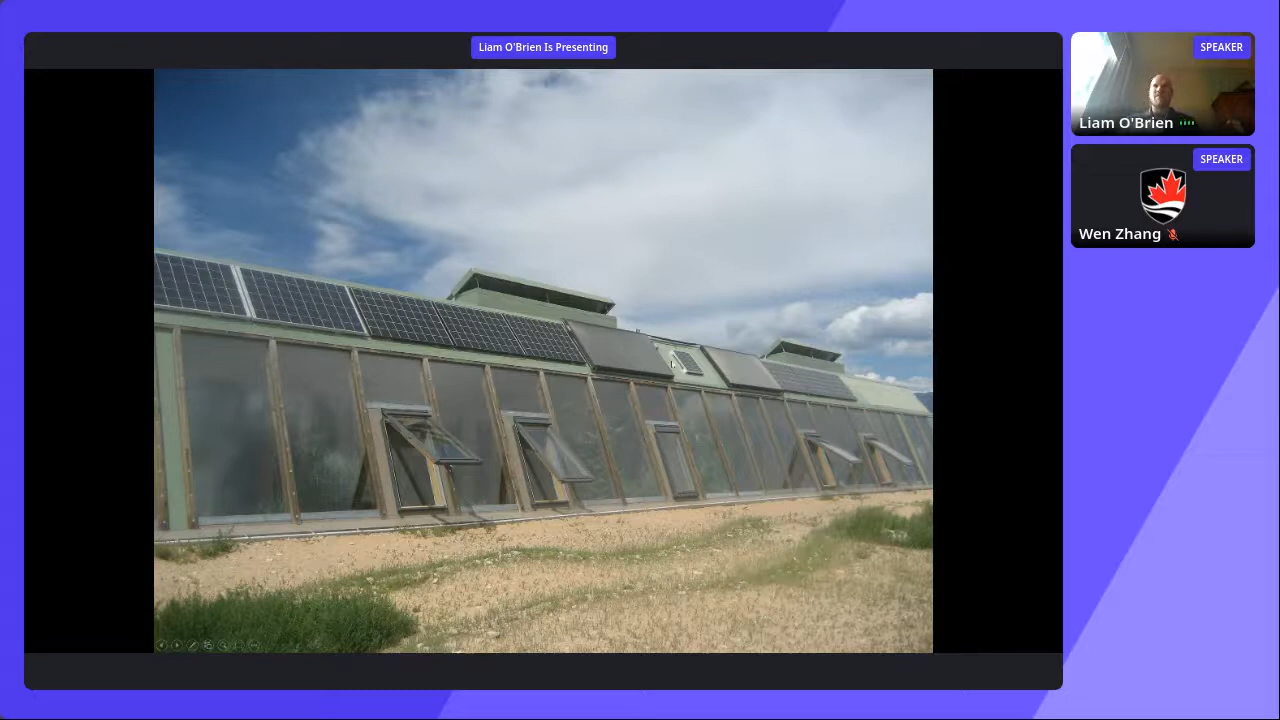 Liam O'Brien Is Presenting
SPEAKER
Liam O'Brien
SPEAKER
Wen Zhang